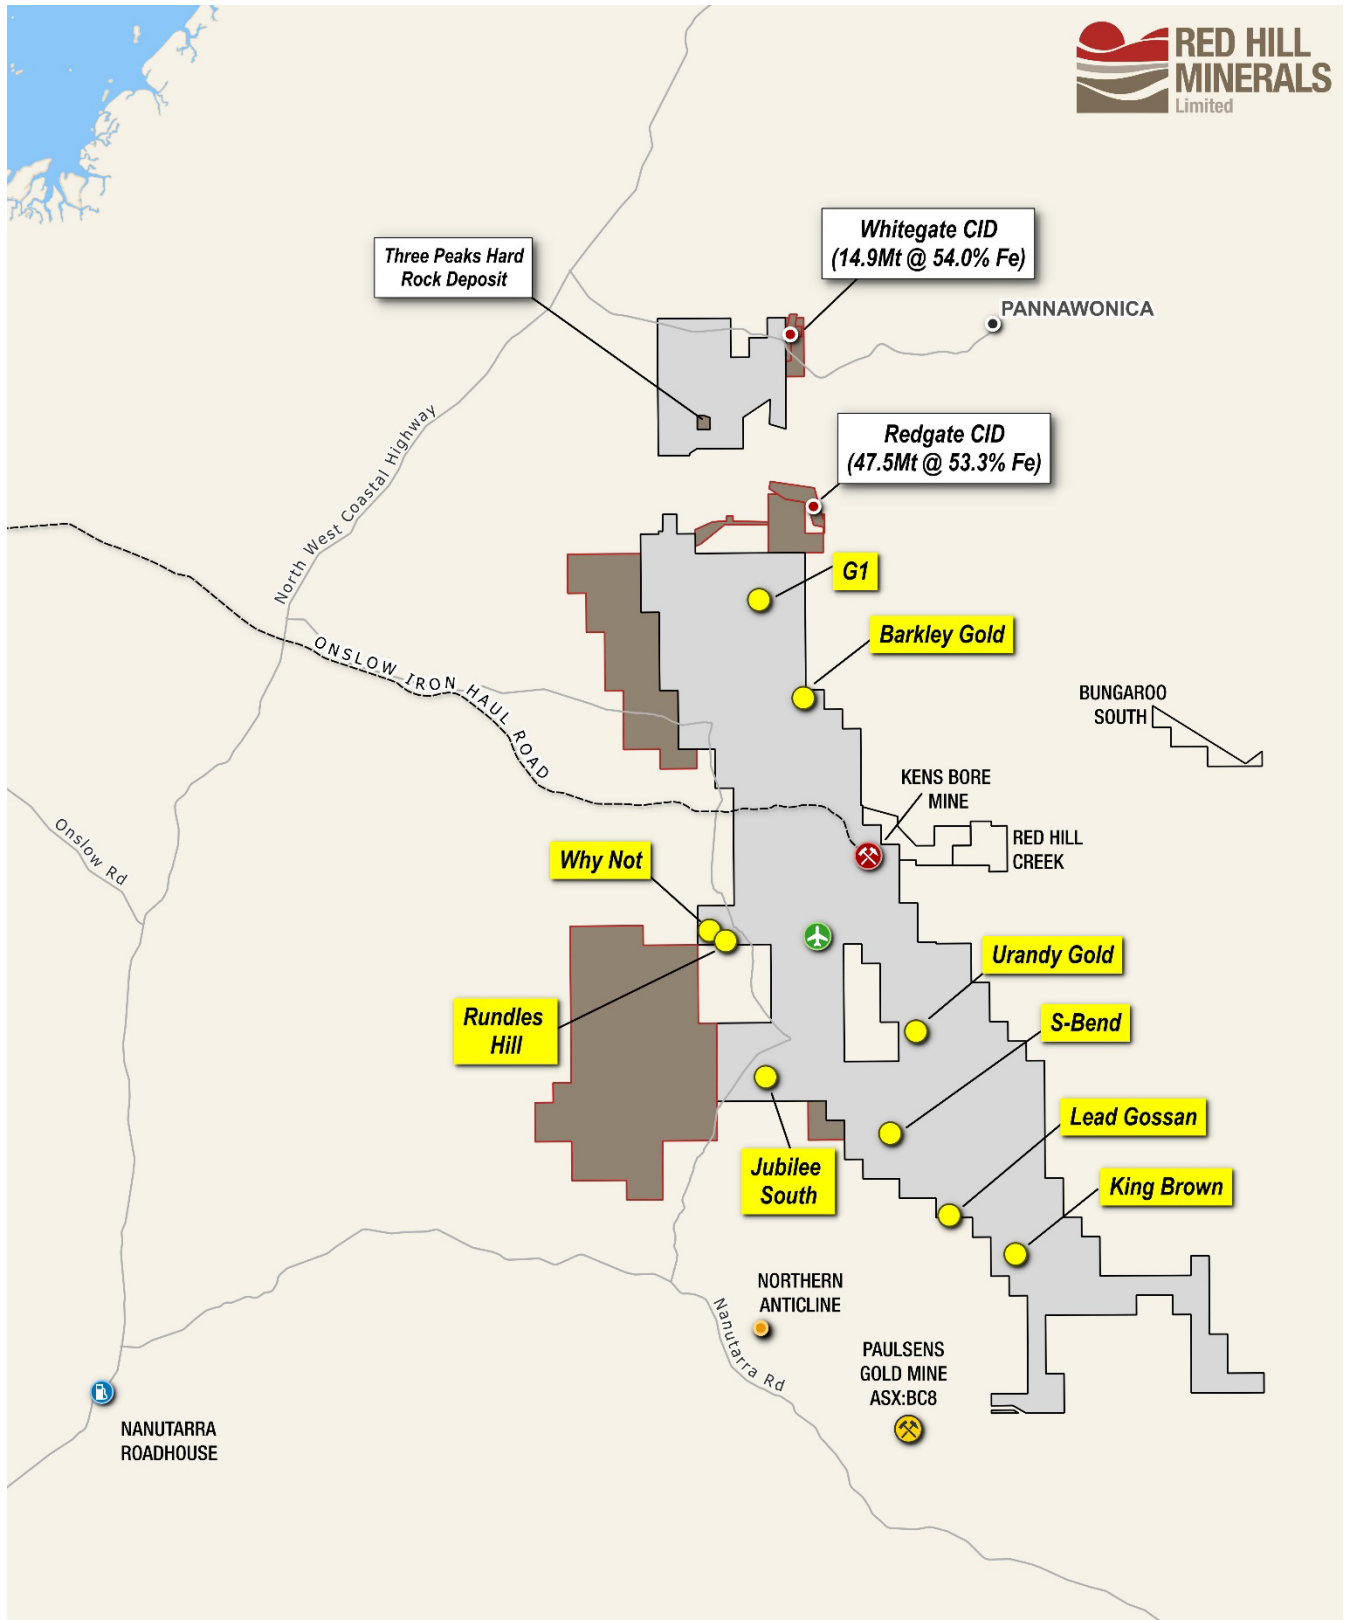 RED HILL
MINERALS
Limited
Whitegate CID
(14.9Mt @ 54.0% Fe)
Three Peaks Hard
Rock Deposit
PANNAWONICA
North West Coastal Highway
Redgate CID
(47.5Mt @ 53.3% Fe)
G1
Barkley Gold
ONSLOW IRON HAUL ROAD
BUNGAROO
SOUTH
KENS BORE
MINE
RED HILL
CREEK
Onslow Rd
Why Not
Urandy Gold
Rundles
Hill
S-Bend
Lead Gossan
Jubilee
South
King Brown
NORTHERN
ANTICLINE
Nanutarra Rd
PAULSENS
GOLD MINE
ASX:BC8
NANUTARRA
ROADHOUSE